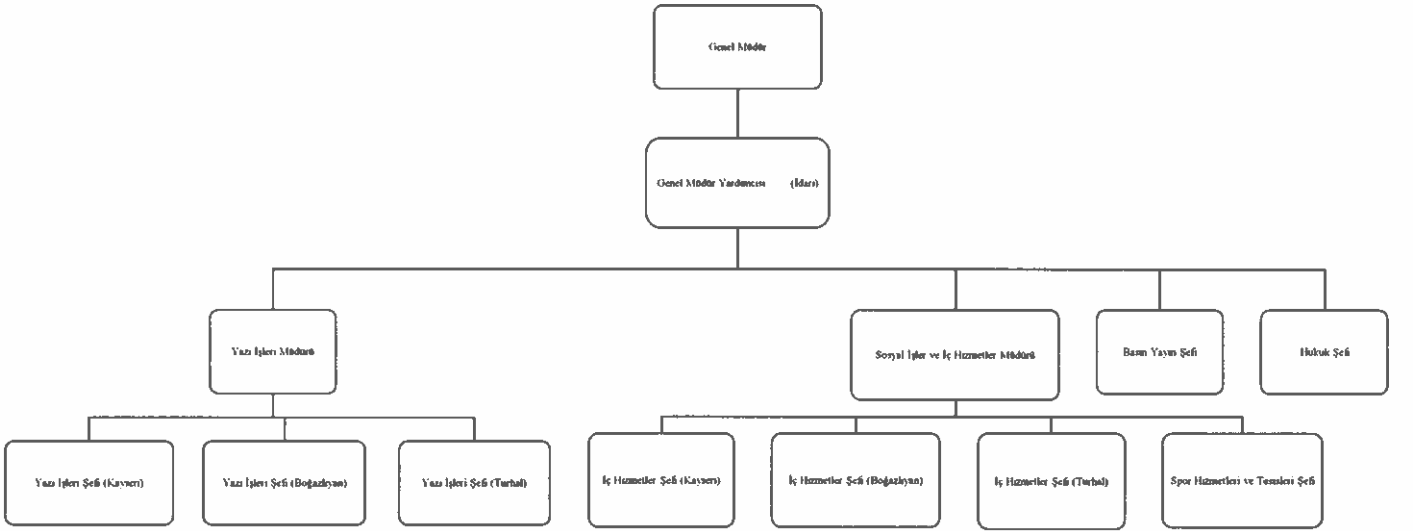 Genel Müdür
Genel Müdür Yardımcısı (İdari)
Yazı İşleri Müdürü
Sosyal İşler ve İç Hizmetler Müdürü
Basın Yayın Şefi
Hukuk Şefi
Yazı İşleri Şefi (Kayseri)
Yazı İşleri Şefi (Boğazlıyan)
Yazı İşleri Şefi (Turhal)
İç Hizmetler Şefi (Kayseri)
İç Hizmetler Şefi (Boğazlıyan)
İç Hizmetler Şefi (Turhal)
Spor Hizmetleri ve Tesisleri Şefi